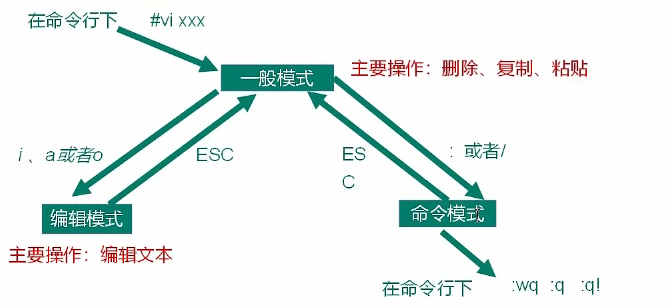 在命令行下 #vi xxx
一般模式
主要操作：删除、复制、粘贴
i 、a或者o
ESC
ES
C
: 或者/
编辑模式
命令模式
主要操作：编辑文本
在命令行下 :wq :q :q!